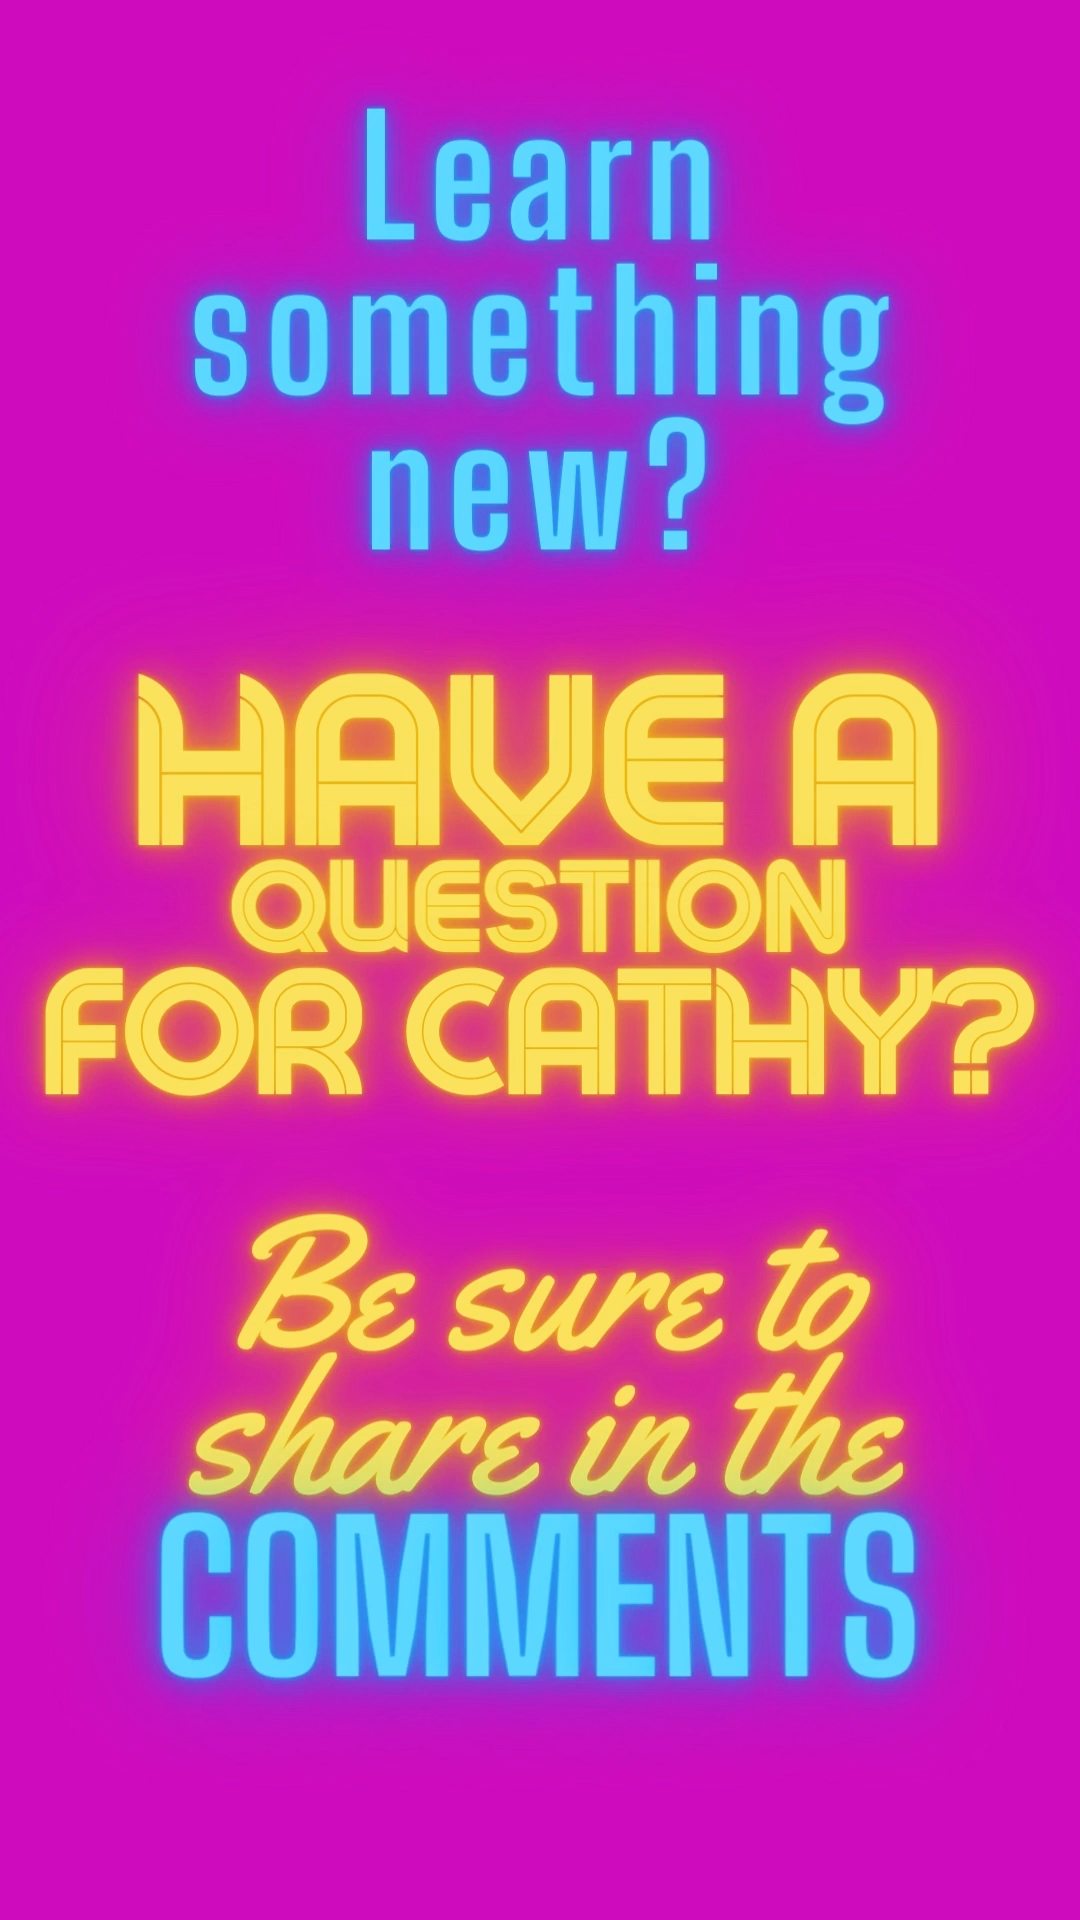 Learn
something
new?
HAVE A
QUESTION
FOR CATHY?
Be sure to
share in the
COMMENTS